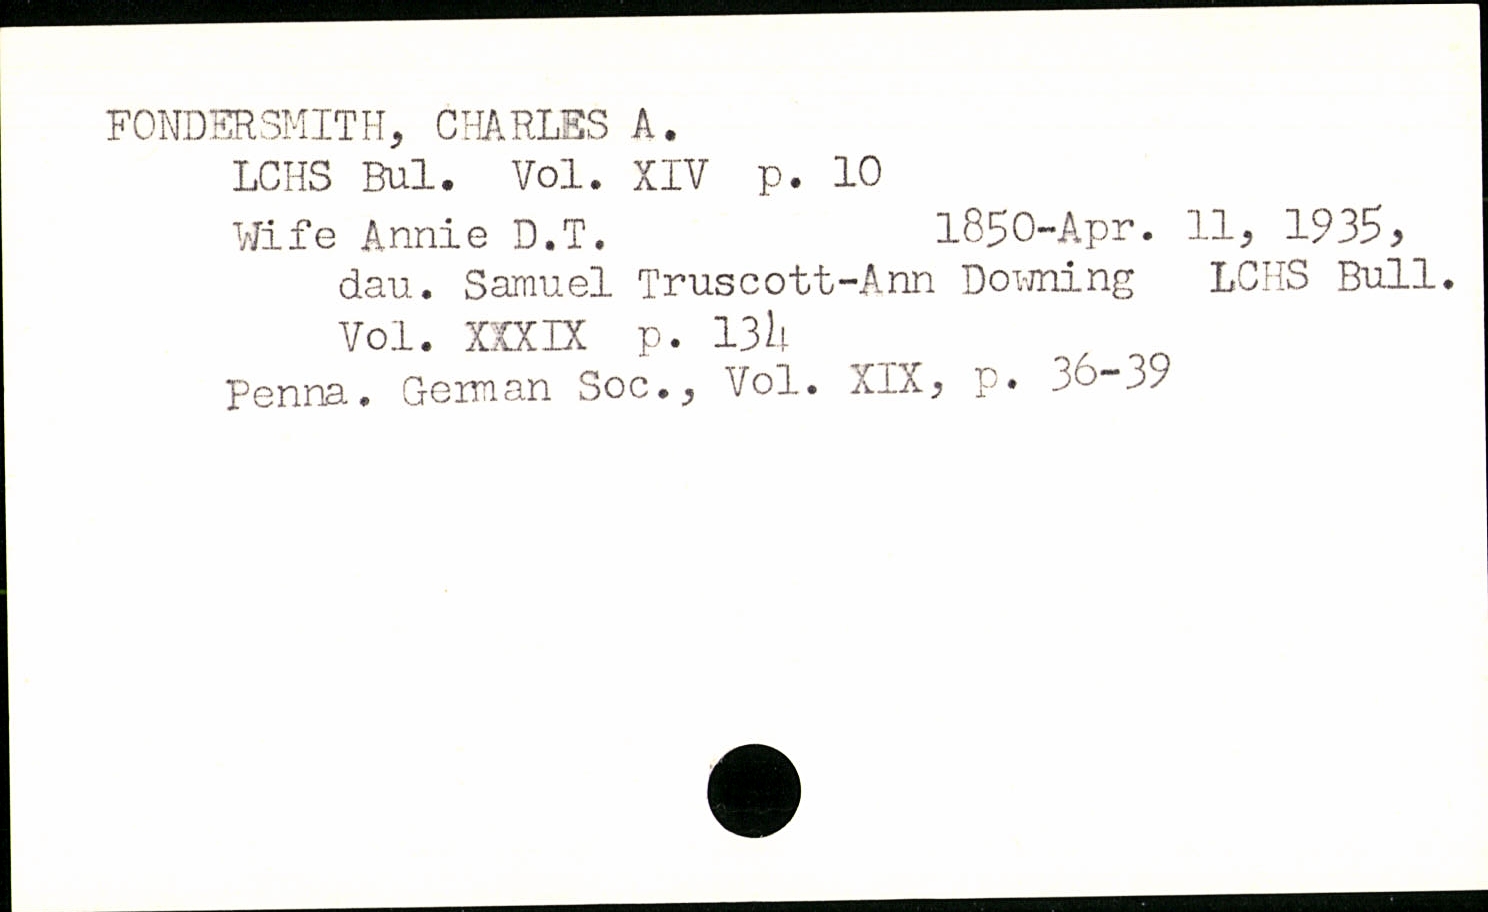 FONDERSMITH, CHARLES A.
LCHS Bul. Vol. XIV p. 10
Wife Annie D.T. 1850-Apr. 11, 1935,
dau. Samuel Truscott-Ann Downing LCHS Bull.
Vol. XXXIX p. 134
Penna. German Soc., Vol. XIX, p. 36-39